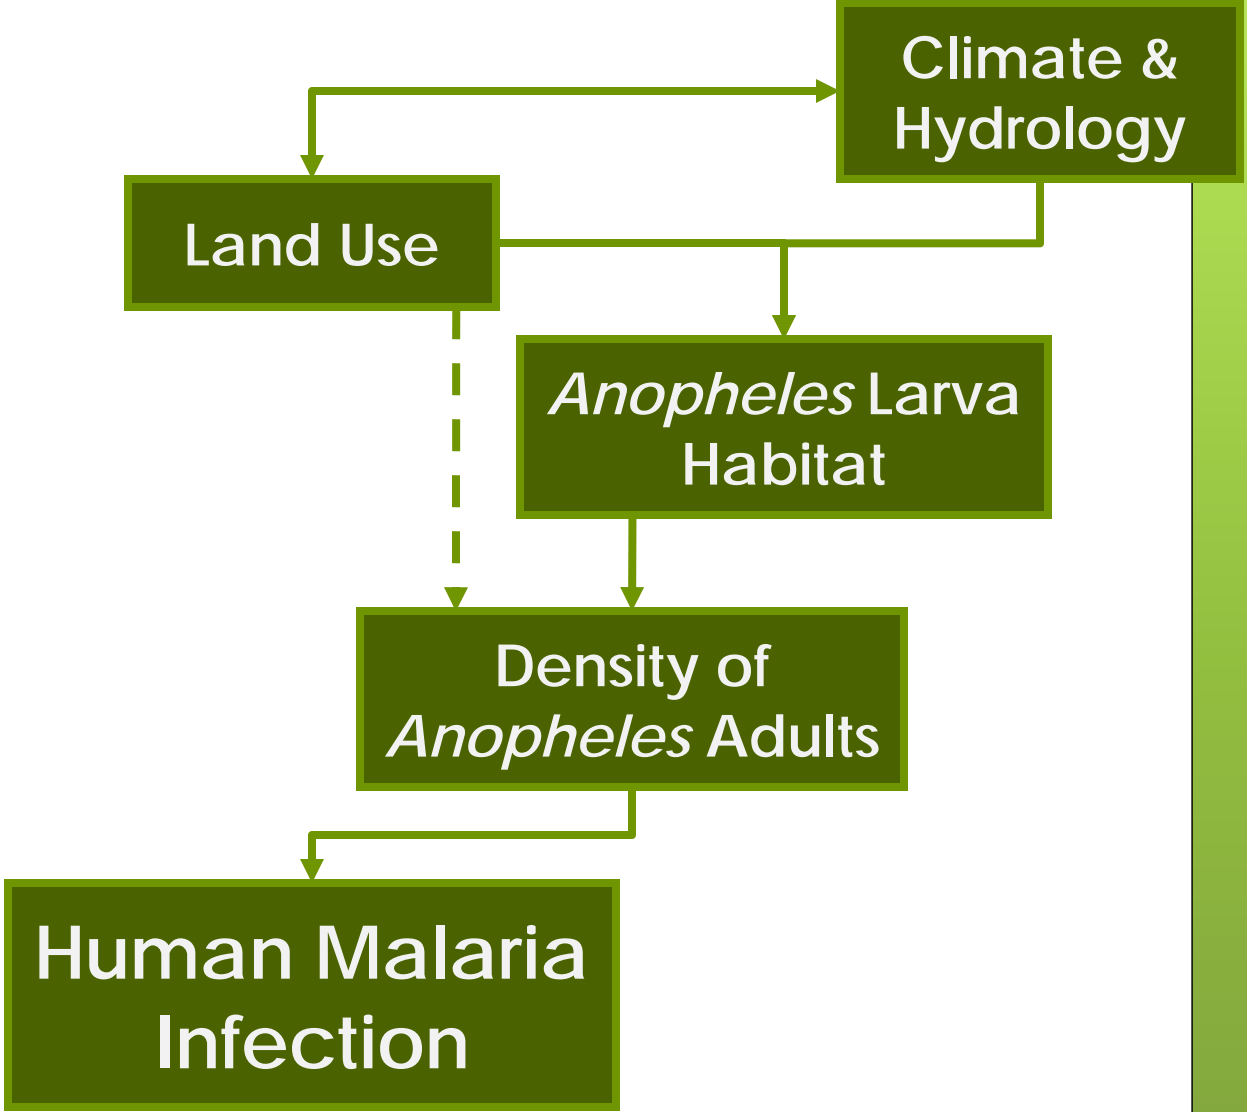 Climate &
Hydrology
Land Use
Anopheles Larva
Habitat
Density of
Anopheles Adults
Human Malaria
Infection